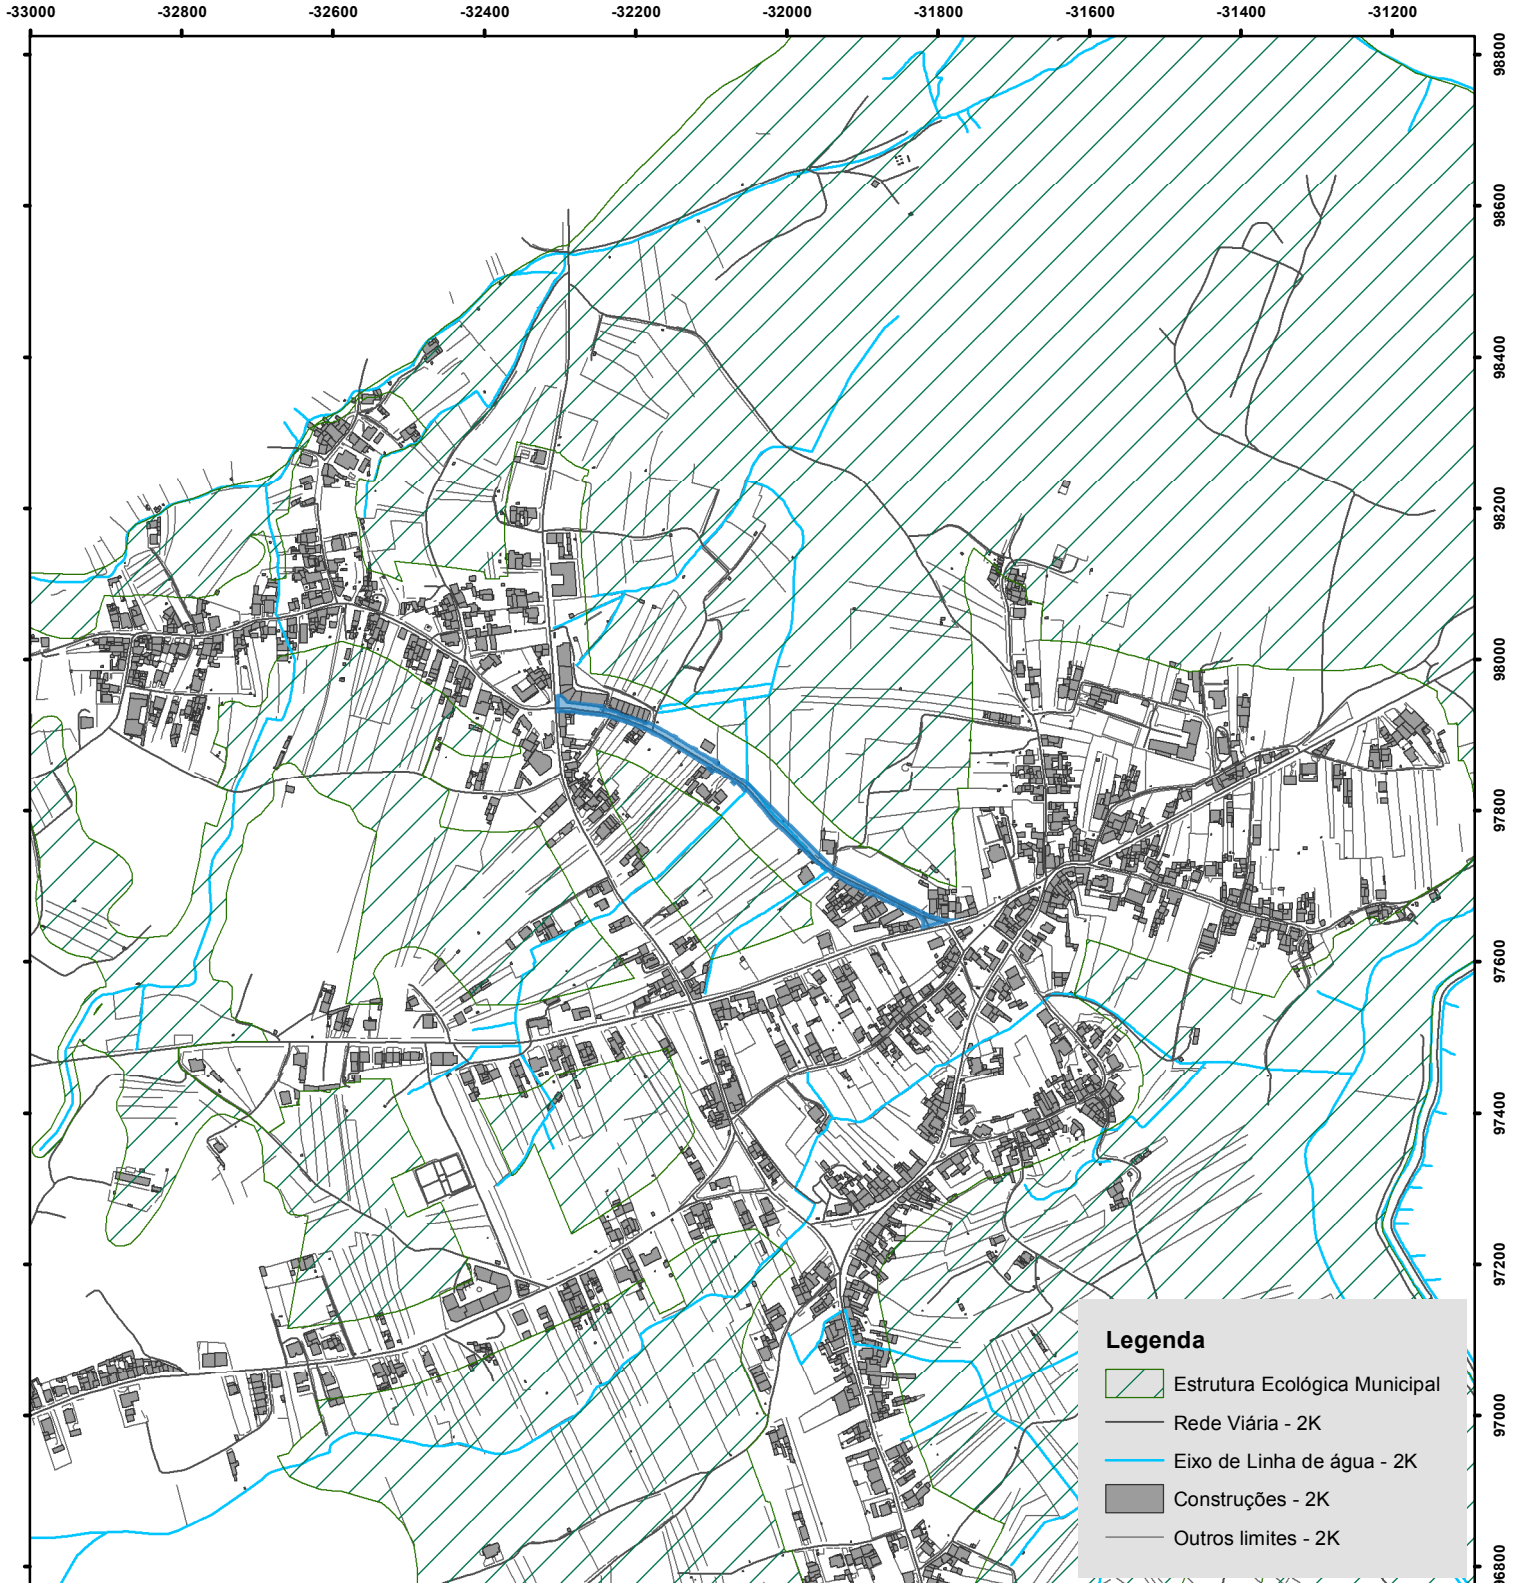 -33000 -32800 -32600 -32400 -32200 -32000 -31800 -31600 -31400 -31200
98800
98600
98400
98200
98000
97800
97600
97400
97200
97000
96800
Legenda
Estrutura Ecológica Municipal
Rede Viária - 2K
Eixo de Linha de água - 2K
Construções - 2K
Outros limites - 2K